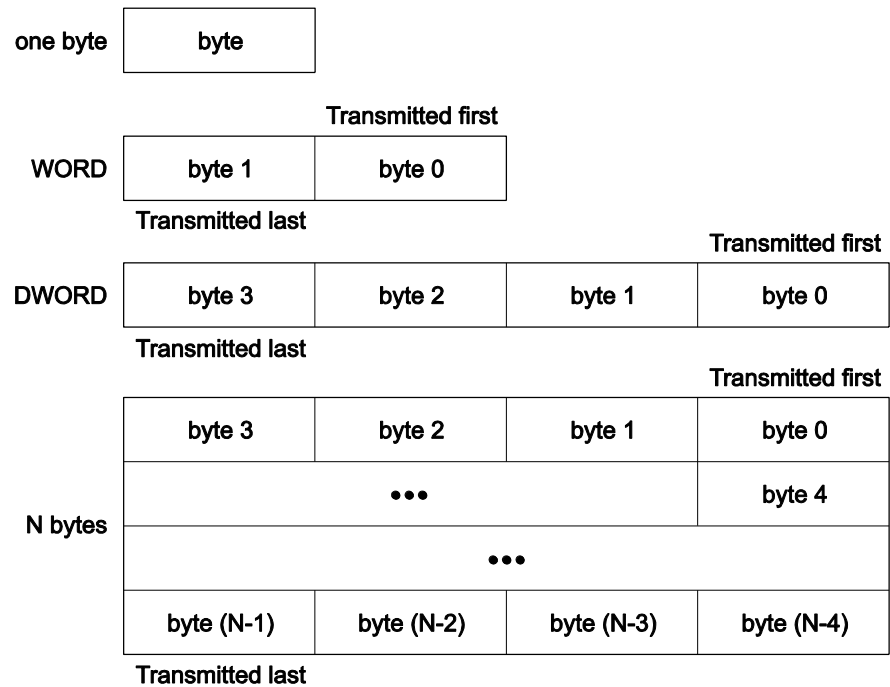 one byte byte
Transmitted first
WORD byte 1 byte 0
Transmitted last
Transmitted first
DWORD byte 3 byte 2 byte 1 byte 0
Transmitted last
Transmitted first
byte 3 byte 2 byte 1 byte 0
••• byte 4
N bytes
•••
byte (N-1) byte (N-2) byte (N-3) byte (N-4)
Transmitted last